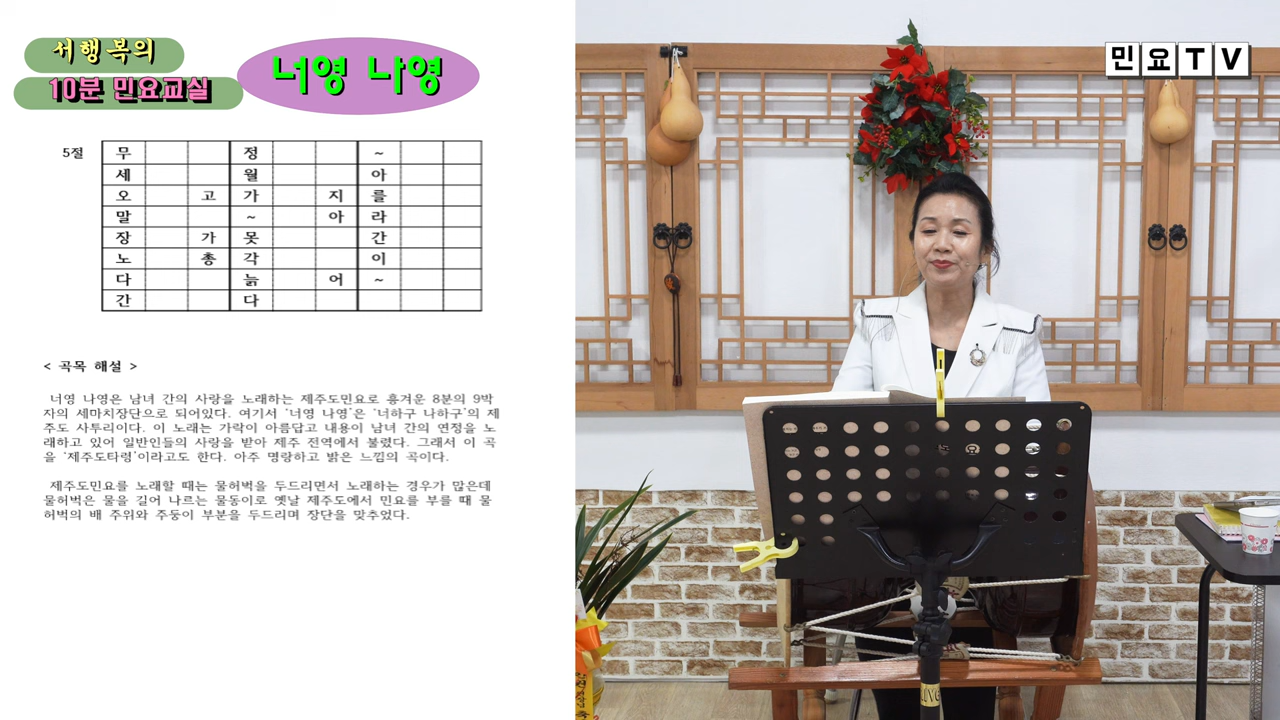 서행복의
10분 민요교실
너영 나영
민요TV
5절
무 정 ~
세 월 아
오 고 가 지 를
말 ~ 아 라
장 가 못 간
노 총 각 이
다 늙 어 ~
간 다
< 곡목 해설 >
너영 나영은 남녀 간의 사랑을 노래하는 제주도민요로 흥겨운 8분의 9박
자의 세마치장단으로 되어있다. 여기서 '너영 나영'은 '너하구 나하구'의 제
주도 사투리이다. 이 노래는 가락이 아름답고 내용이 남녀 간의 연정을 노
래하고 있어 일반인들의 사랑을 받아 제주 전역에서 불렸다. 그래서 이 곡
을 '제주도타령'이라고도 한다. 아주 명랑하고 밝은 느낌의 곡이다.
제주도민요를 노래할 때는 물허벅을 두드리면서 노래하는 경우가 많은데
물허벅은 물을 길어 나르는 물동이로 옛날 제주도에서 민요를 부를 때 물
허벅의 배 주위와 주둥이 부분을 두드리며 장단을 맞추었다.